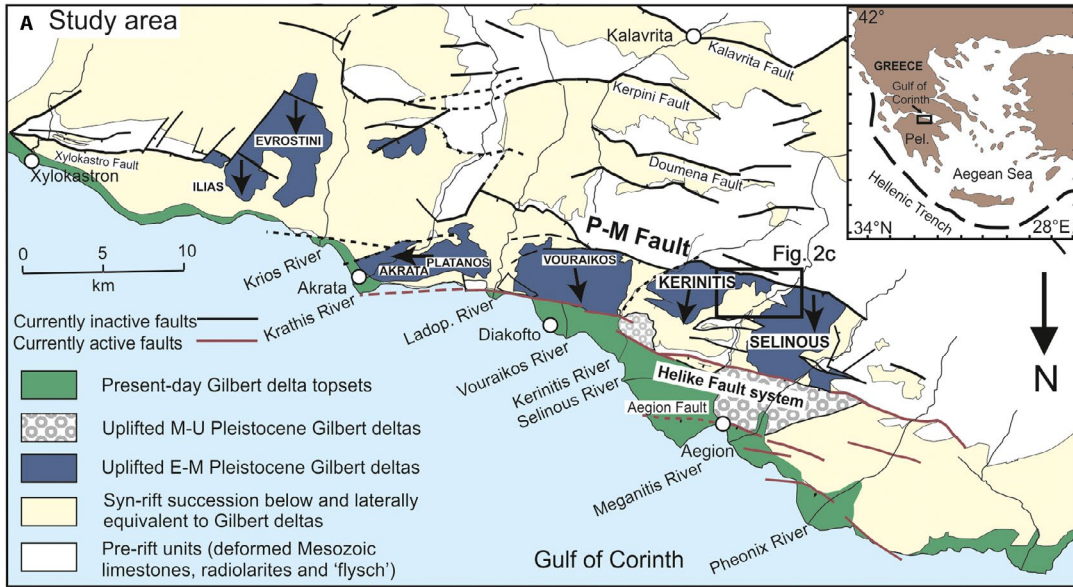 A Study area
Kalavrita
Kalavrita Fault
Kerpini Fault
EVROSTINI
Xylokastro Fault
Xylokastron
ILIAS
Doumena Fault
P-M Fault
Fig. 2c
0 5 10
km
Krios River
Akrata
Krathis River
AKRATA
PLATANOS
VOURAIKOS
KERINITIS
SELINOUS
Ladop. River
Diakofto
Vouraikos River
Kerinitis River
Selinous River
Helike Fault system
Aegion Fault
Aegion
Meganitis River
Pheonix River
Gulf of Corinth
N
Currently inactive faults
Currently active faults
Present-day Gilbert delta topsets
Uplifted M-U Pleistocene Gilbert deltas
Uplifted E-M Pleistocene Gilbert deltas
Syn-rift succession below and laterally
equivalent to Gilbert deltas
Pre-rift units (deformed Mesozoic
limestones, radiolarites and ‘flysch’)
42°
GREECE
Gulf of
Corinth
Pel.
Aegean Sea
Hellenic Trench
34°N
28°E